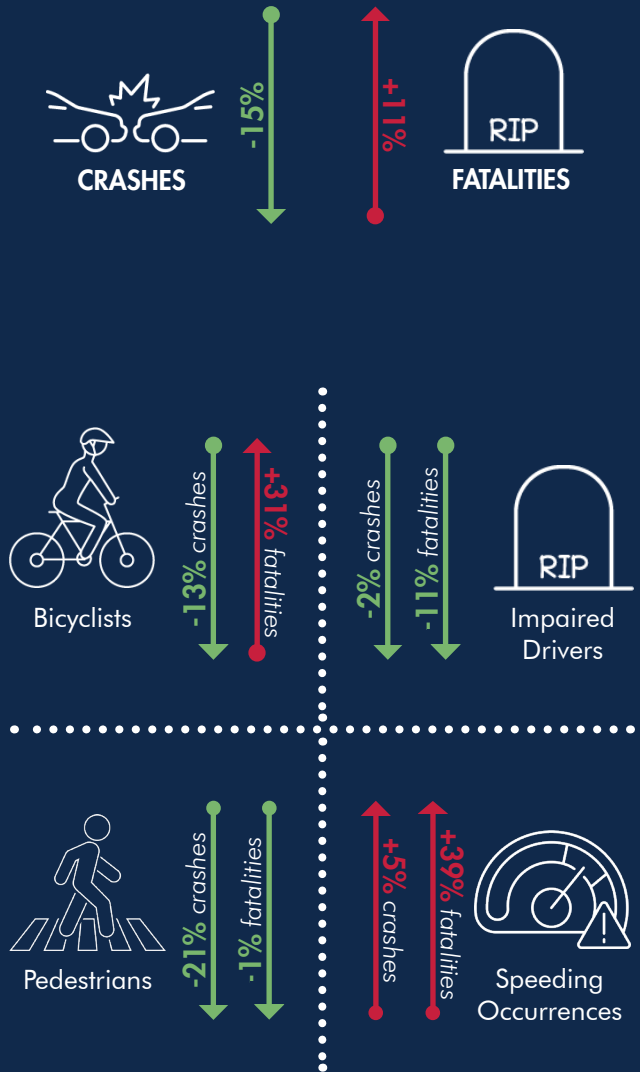 -15%
+11%
RIP
CRASHES
FATALITIES
-13% crashes
+31% fatalities
Bicyclists
-2% crashes
-11% fatalities
RIP
Impaired
Drivers
-21% crashes
-1% fatalities
Pedestrians
+5% crashes
+39% fatalities
Speeding
Occurrences